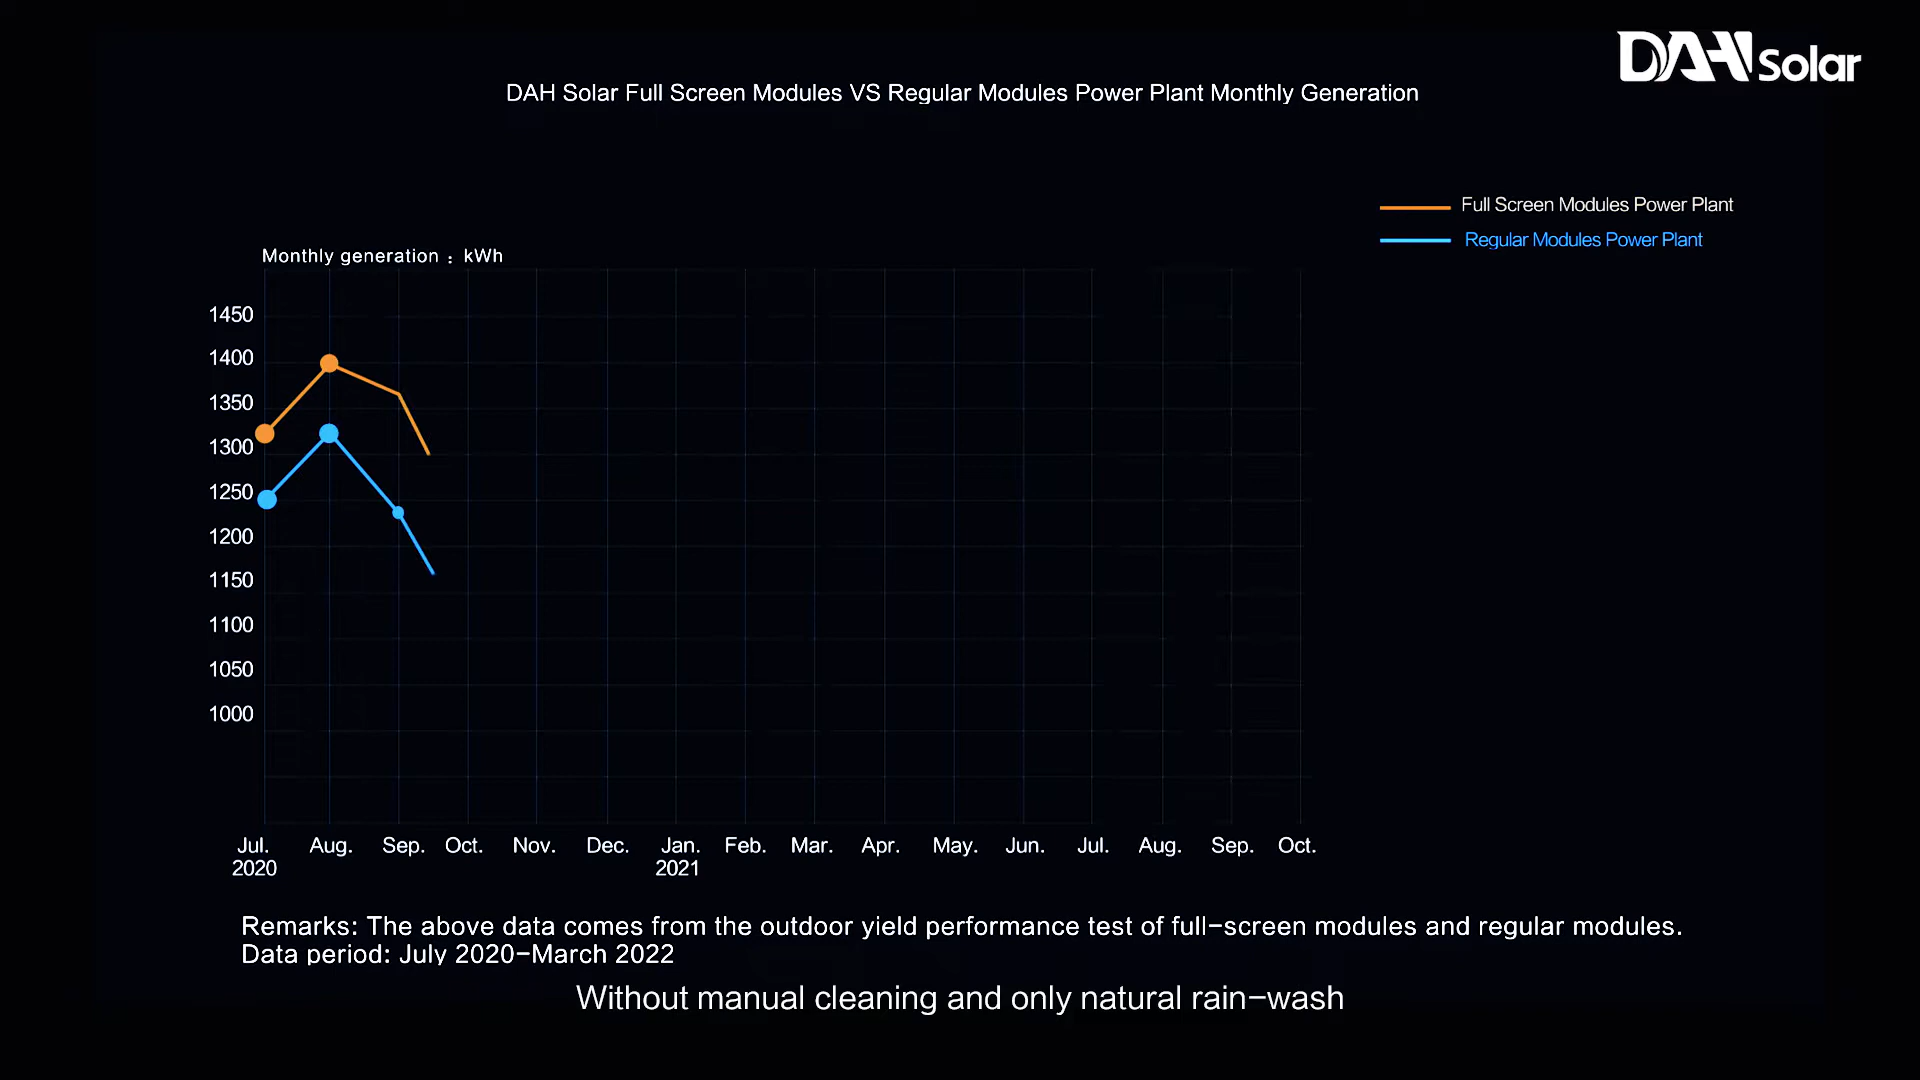 DAH Solar
DAH Solar Full Screen Modules VS Regular Modules Power Plant Monthly Generation
Full Screen Modules Power Plant
Regular Modules Power Plant
Monthly generation : kWh
1450
1400
1350
1300
1250
1200
1150
1100
1050
1000
Jul. Aug. Sep. Oct. Nov. Dec. Jan. Feb. Mar. Apr. May. Jun. Jul. Aug. Sep. Oct.
2020 2021
Remarks: The above data comes from the outdoor yield performance test of full-screen modules and regular modules.
Data period: July 2020-March 2022
Without manual cleaning and only natural rain-wash